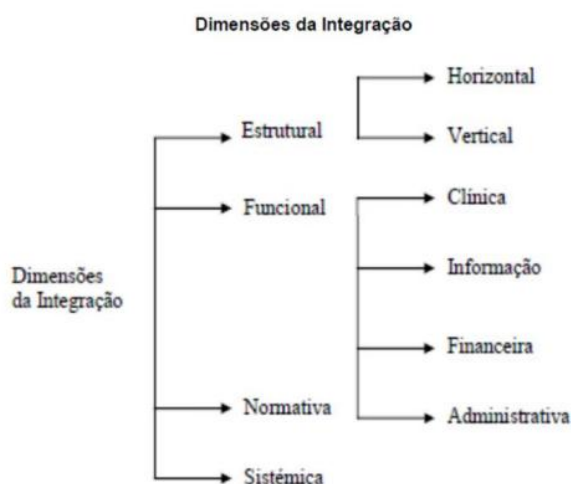 Dimensões da Integração
Horizontal
Estrutural
Vertical
Clínica
Funcional
Informação
Dimensões
da Integração
Financeira
Normativa
Administrativa
Sistémica